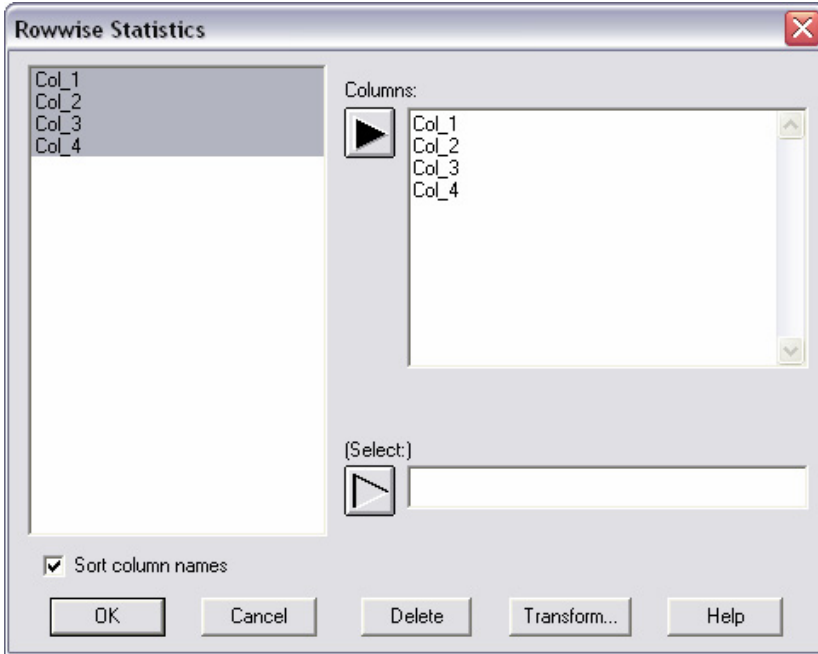 Rowwise Statistics
Col_1
Col_2
Col_3
Col_4
Columns:
Col_1
Col_2
Col_3
Col_4
(Select:)
Sort column names
OK
Cancel
Delete
Transform...
Help